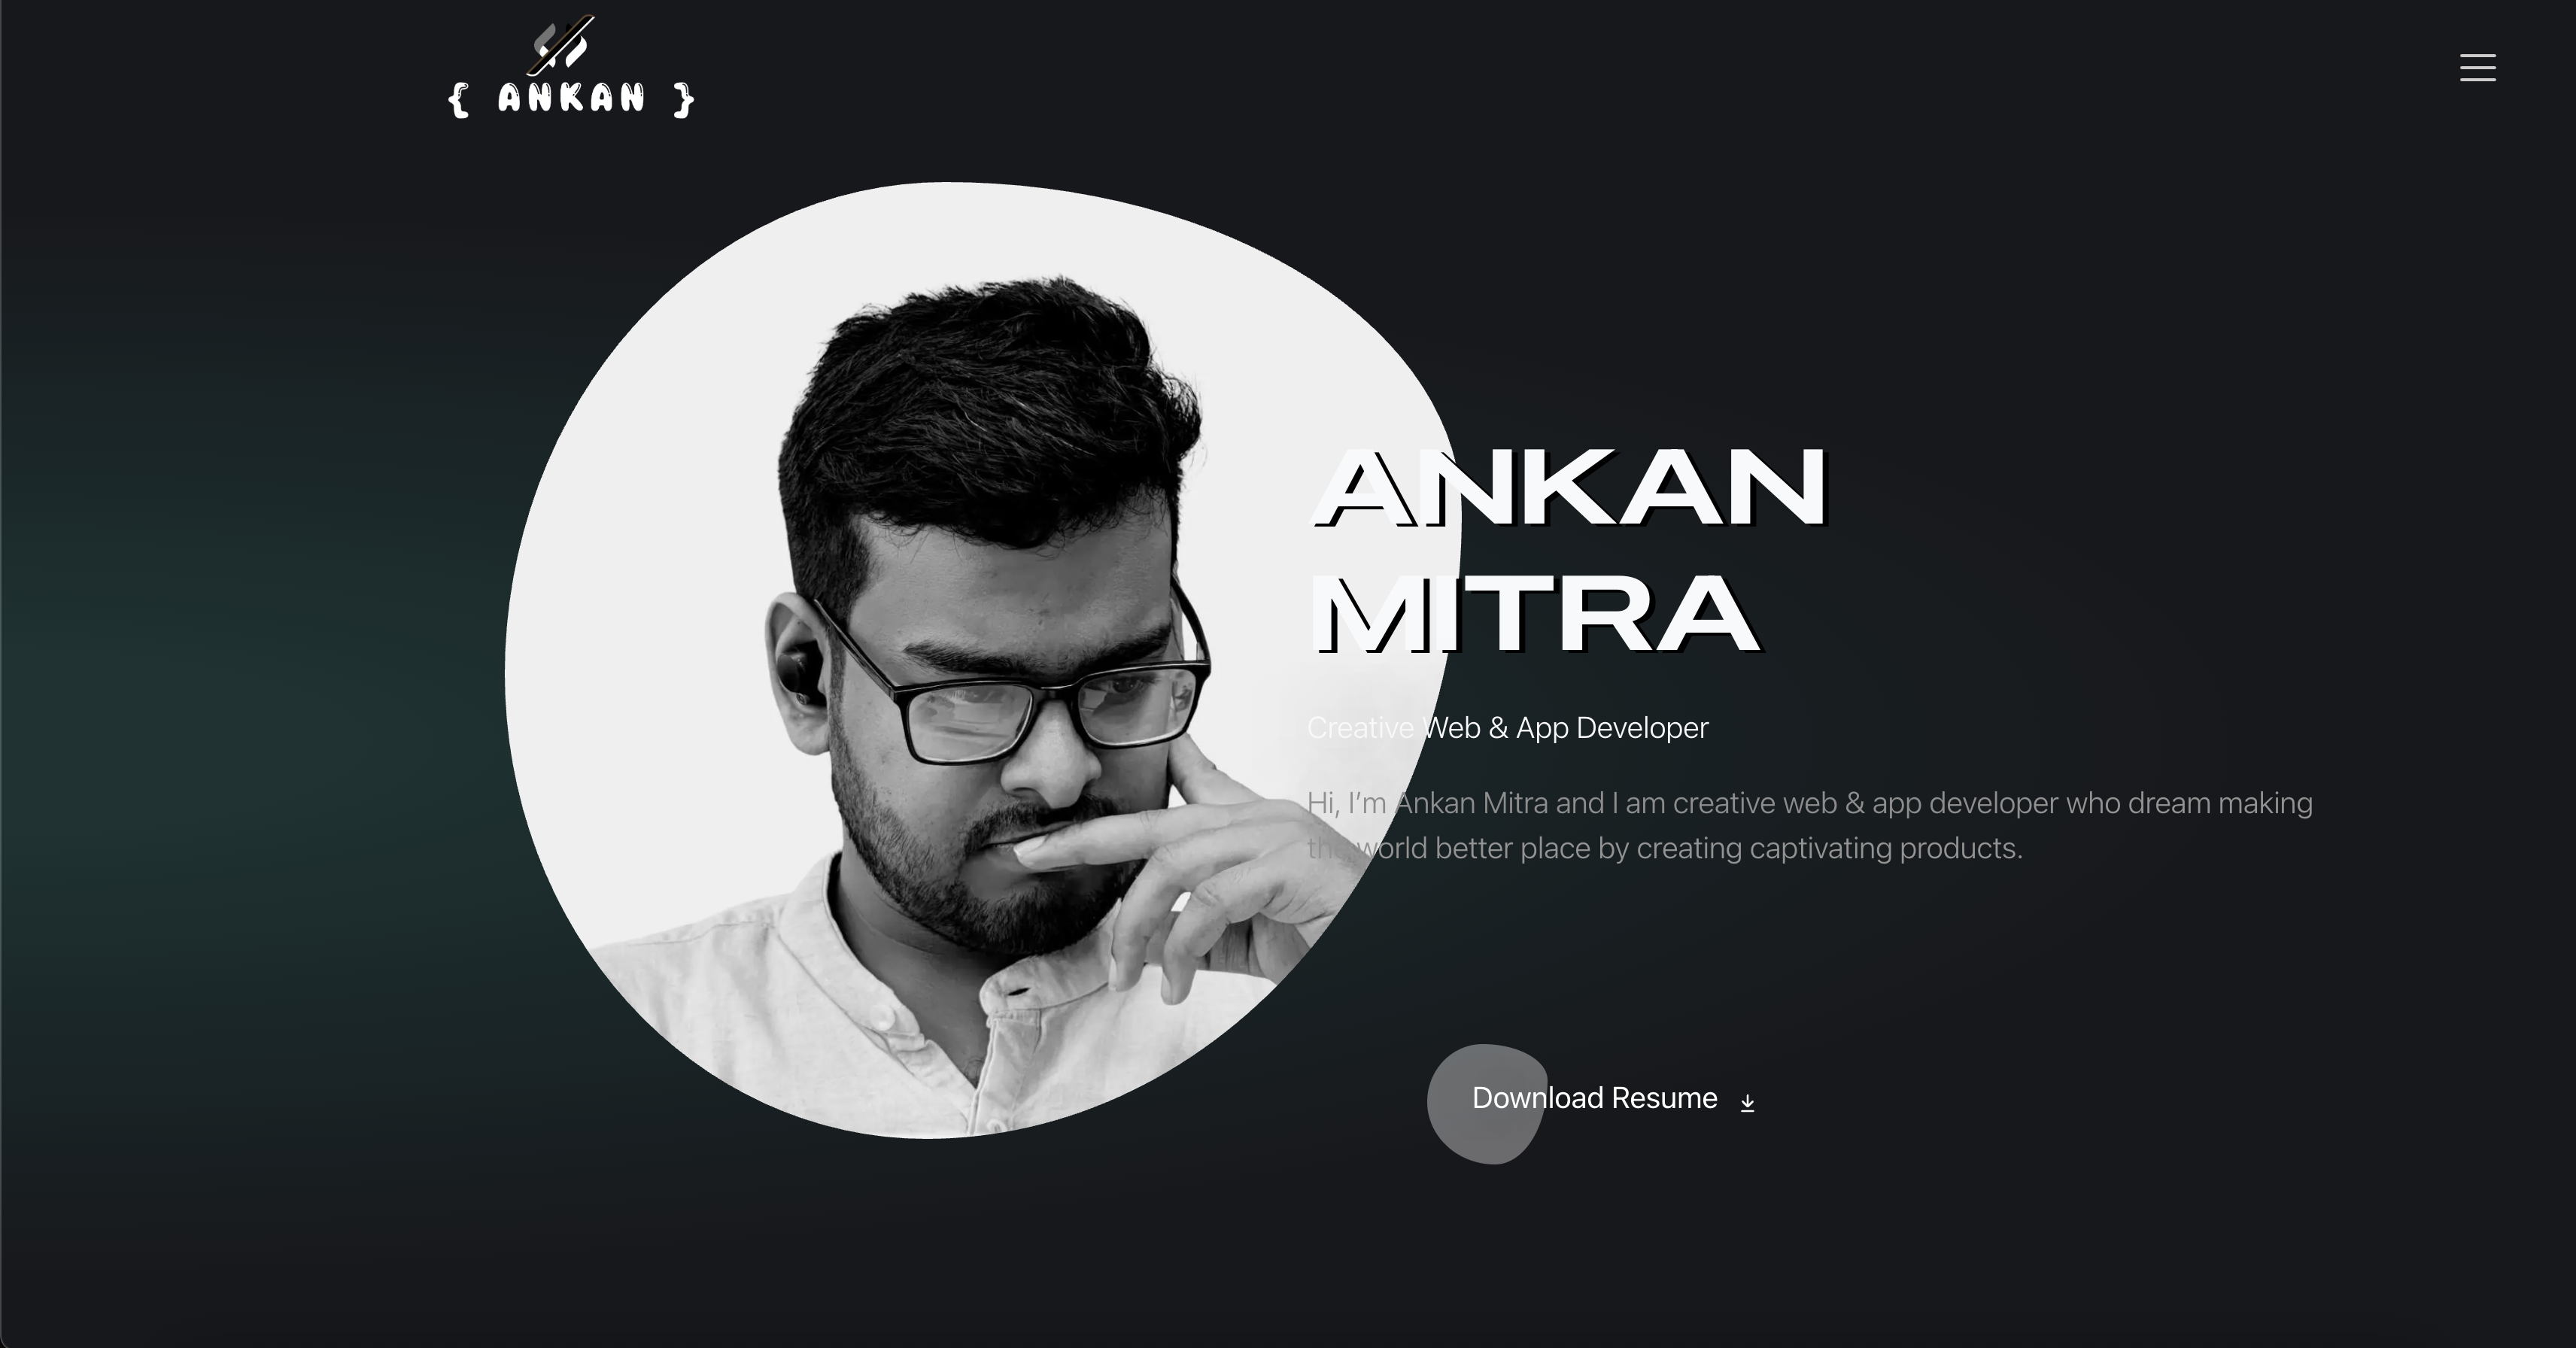 { ANKAN }
ANKAN
MITRA
Creative Web & App Developer
Hi, I’m Ankan Mitra and I am creative web & app developer who dream making
the world better place by creating captivating products.
Download Resume